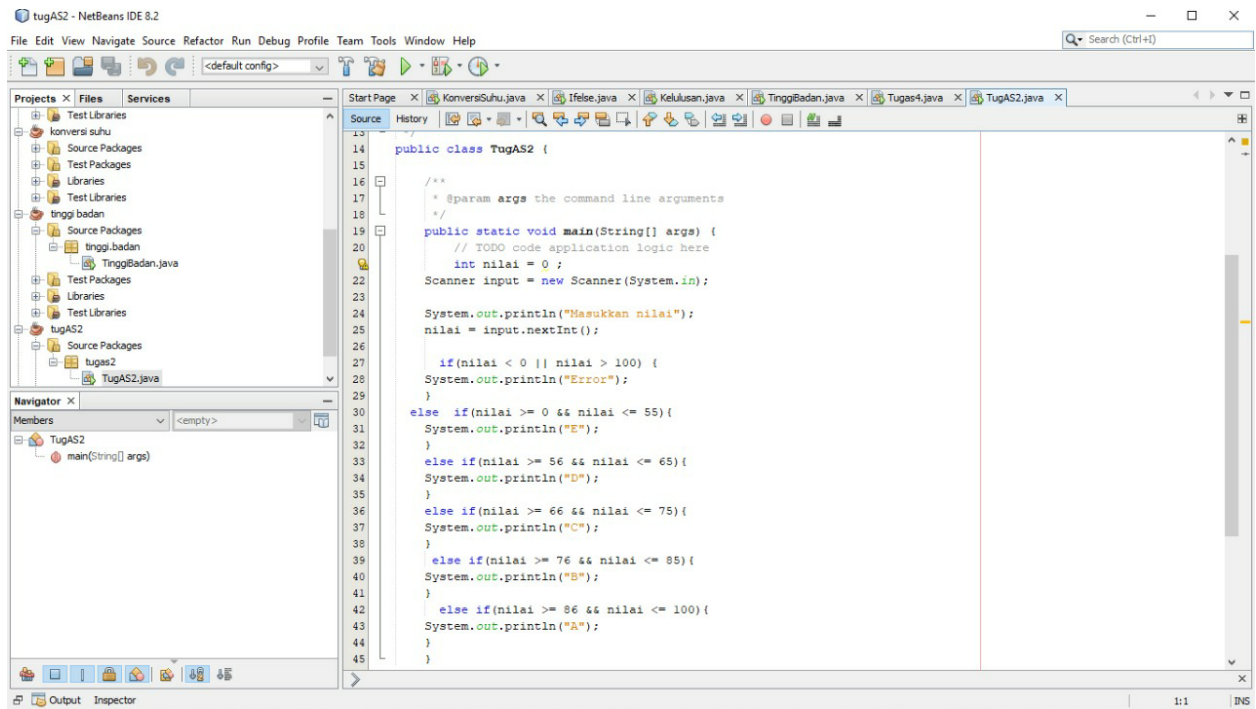 tugAS2 - NetBeans IDE 8.2
File Edit View Navigate Source Refactor Run Debug Profile Team Tools Window Help
Search (Ctrl+I)
<default config>
Projects Files Services
Test Libraries
konversi suhu
Source Packages
Test Packages
Libraries
Test Libraries
tinggi badan
Source Packages
tinggi.badan
TinggiBadan.java
Test Packages
Libraries
Test Libraries
tugAS2
Source Packages
tugas2
TugAS2.java
Navigator
Members <empty>
TugAS2
main(String[] args)
Start Page KonversiSuhu.java Ifelse.java Kelulusan.java TinggiBadan.java Tugas4.java TugAS2.java
Source History
13 */
14 public class TugAS2 {
15
16 /**
17 * @param args the command line arguments
18 */
19 public static void main(String[] args) {
20 // TODO code application logic here
int nilai = 0 ;
22 Scanner input = new Scanner(System.in);
23
24 System.out.println("Masukkan nilai");
25 nilai = input.nextInt();
26
27 if(nilai < 0 || nilai > 100) {
28 System.out.println("Error");
29 }
30 else if(nilai >= 0 && nilai <= 55){
31 System.out.println("E");
32 }
33 else if(nilai >= 56 && nilai <= 65){
34 System.out.println("D");
35 }
36 else if(nilai >= 66 && nilai <= 75){
37 System.out.println("C");
38 }
39 else if(nilai >= 76 && nilai <= 85){
40 System.out.println("B");
41 }
42 else if(nilai >= 86 && nilai <= 100){
43 System.out.println("A");
44 }
45 }
Output Inspector
1:1 INS